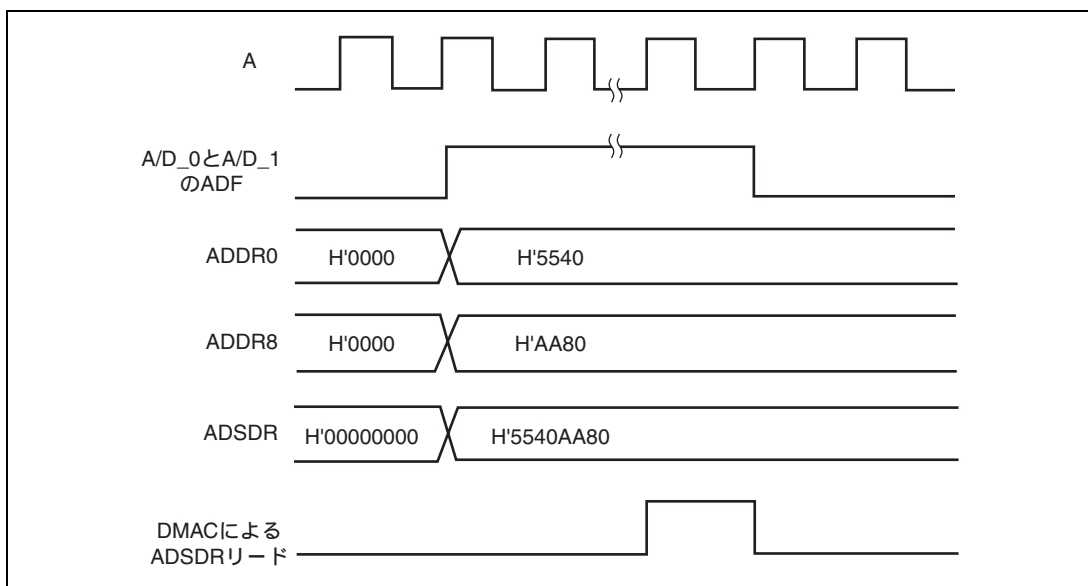 A
A/D_0とA/D_1
のADF
ADDR0 H'0000 H'5540
ADDR8 H'0000 H'AA80
ADSDR H'00000000 H'5540AA80
DMACによる
ADSDRリード